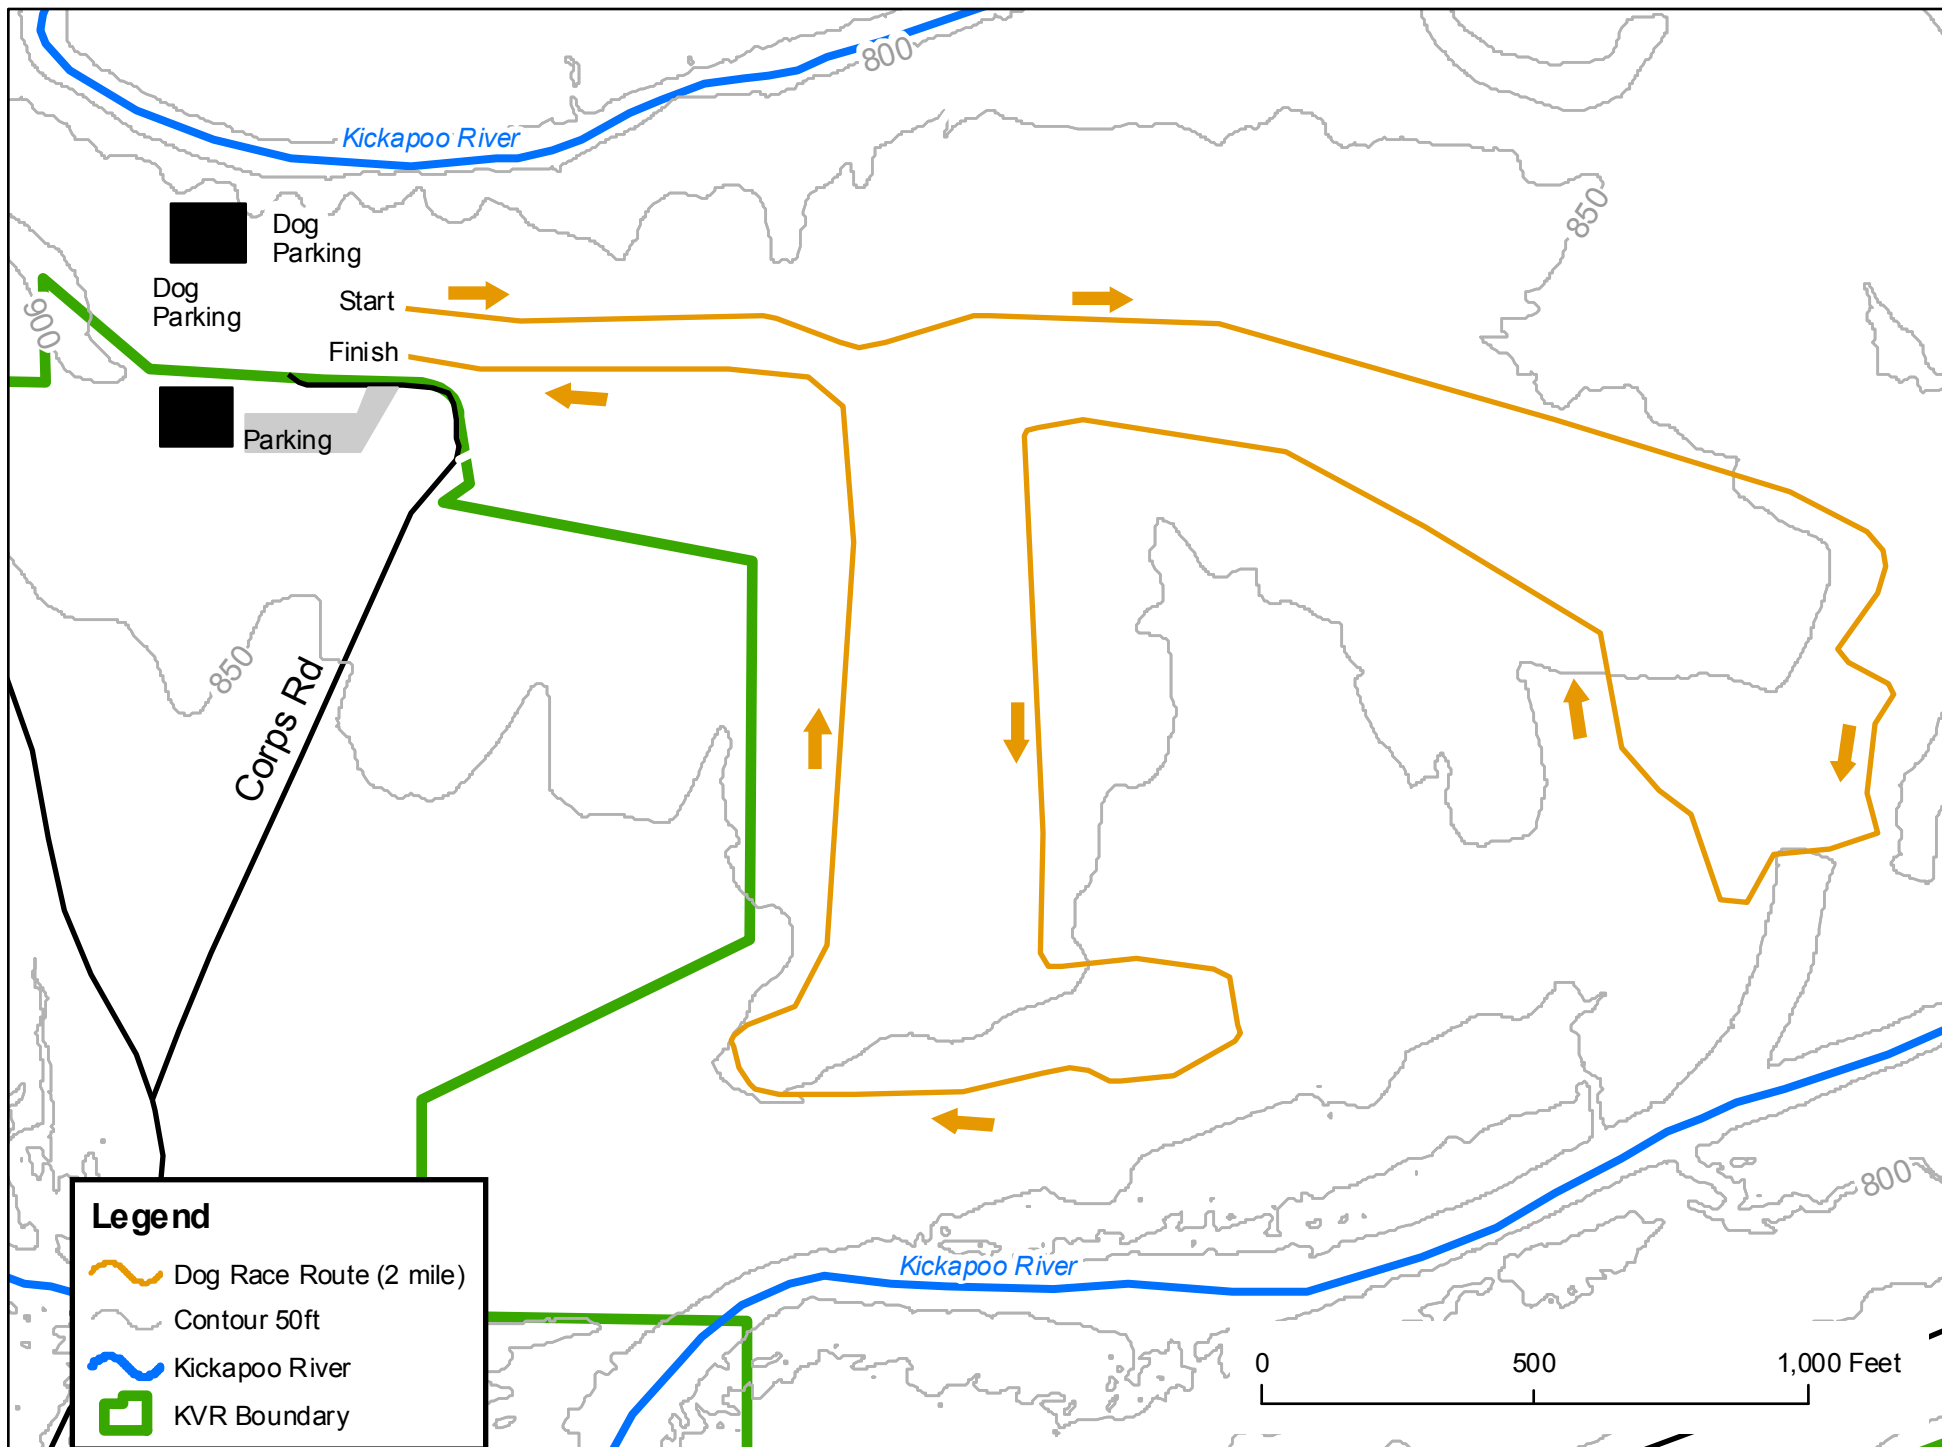 800
Kickapoo River
850
Dog
Parking
Dog
Parking
900
Start
Finish
Parking
850
Corps Rd
800
Kickapoo River
Legend
Dog Race Route (2 mile)
Contour 50ft
Kickapoo River
KVR Boundary
0 500 1,000 Feet